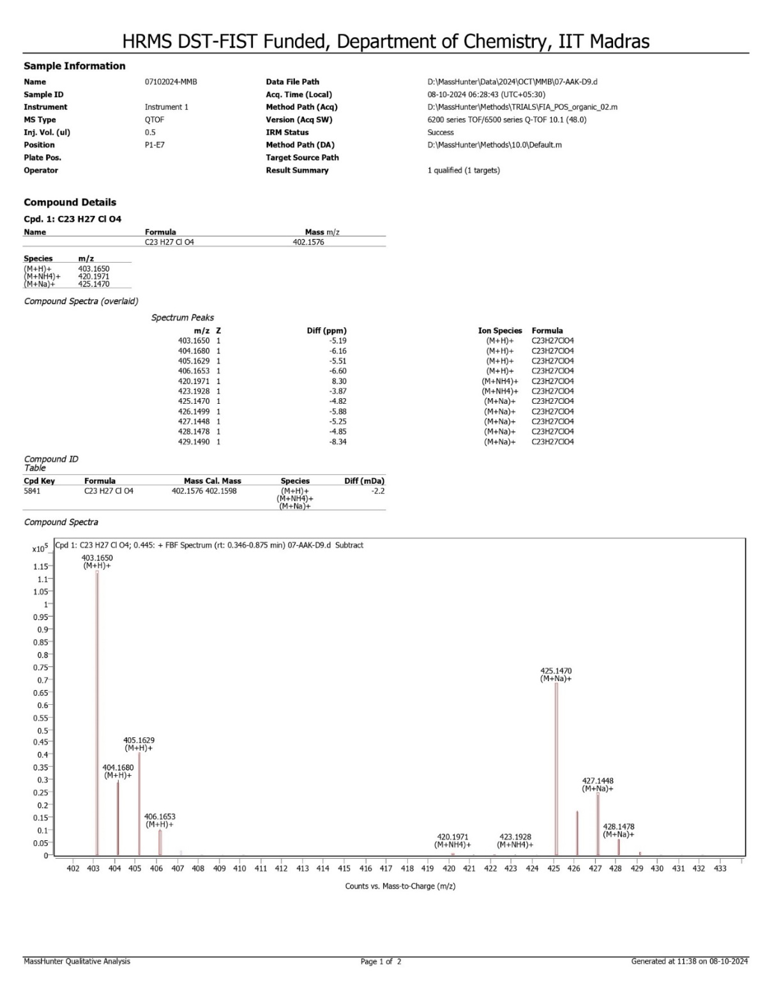 HRMS DST-FIST Funded, Department of Chemistry, IIT Madras
Sample Information
Name 07102024-MMB Data File Path D:\MassHunter\Data\2024\OCT\MMB\07-AAK-D9.d
Sample ID Acq. Time (Local) 08-10-2024 06:28:43 (UTC+05:30)
Instrument Instrument 1 Method Path (Acq) D:\MassHunter\Methods\TRIALS\FIA_POS_organic_02.m
MS Type QTOF Version (Acq SW) 6200 series TOF/6500 series Q-TOF 10.1 (48.0)
Inj. Vol. (ul) 0.5 IRM Status Success
Position P1-E7 Method Path (DA) D:\MassHunter\Methods\10.0\Default.m
Plate Pos. Target Source Path
Operator Result Summary 1 qualified (1 targets)
Compound Details
Cpd. 1: C23 H27 Cl O4
Name Formula Mass m/z
C23 H27 Cl O4 402.1576
Species m/z
(M+H)+ 403.1650
(M+NH4)+ 420.1971
(M+Na)+ 425.1470
Compound Spectra (overlaid)
Spectrum Peaks
m/z Z Diff (ppm) Ion Species Formula
403.1650 1 -5.19 (M+H)+ C23H27ClO4
404.1680 1 -6.16 (M+H)+ C23H27ClO4
405.1629 1 -5.51 (M+H)+ C23H27ClO4
406.1653 1 -6.60 (M+H)+ C23H27ClO4
420.1971 1 8.30 (M+NH4)+ C23H27ClO4
423.1928 1 -3.87 (M+NH4)+ C23H27ClO4
425.1470 1 -4.82 (M+Na)+ C23H27ClO4
426.1499 1 -5.88 (M+Na)+ C23H27ClO4
427.1448 1 -5.25 (M+Na)+ C23H27ClO4
428.1478 1 -4.85 (M+Na)+ C23H27ClO4
429.1490 1 -8.34 (M+Na)+ C23H27ClO4
Compound ID
Table
Cpd Key Formula Mass Cal. Mass Species Diff (mDa)
5841 C23 H27 Cl O4 402.1576 402.1598 (M+H)+ -2.2
(M+NH4)+
(M+Na)+
Compound Spectra
x10⁵ Cpd 1: C23 H27 Cl O4; 0.445: + FBF Spectrum (rt: 0.346-0.875 min) 07-AAK-D9.d Subtract
403.1650
(M+H)+
1.15
1.1
1.05
1
0.95
0.9
0.85
0.8
0.75
0.7
0.65
0.6
0.55
0.5
0.45
0.4
0.35
0.3
0.25
0.2
0.15
0.1
0.05
0
404.1680
(M+H)+
405.1629
(M+H)+
406.1653
(M+H)+
420.1971
(M+NH4)+
423.1928
(M+NH4)+
425.1470
(M+Na)+
427.1448
(M+Na)+
428.1478
(M+Na)+
402 403 404 405 406 407 408 409 410 411 412 413 414 415 416 417 418 419 420 421 422 423 424 425 426 427 428 429 430 431 432 433
Counts vs. Mass-to-Charge (m/z)
MassHunter Qualitative Analysis Page 1 of 2 Generated at 11:38 on 08-10-2024